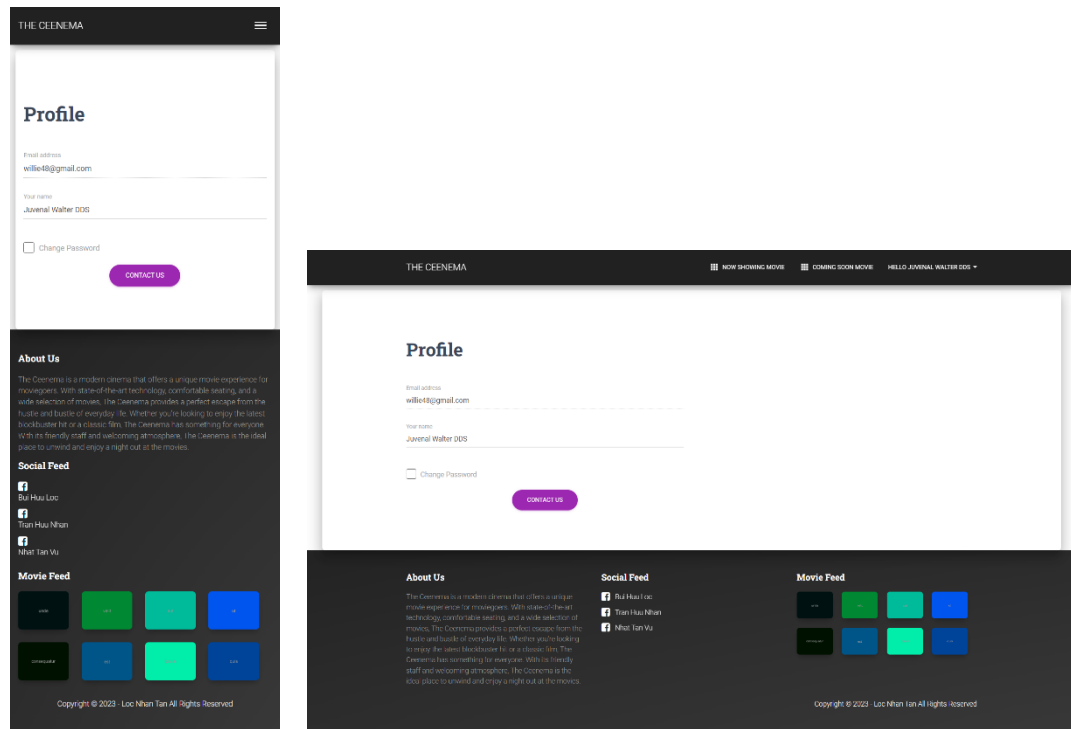 THE CEENEMA
Profile
Email address
willie48@gmail.com
Your name
Juvenal Walter DDS
Change Password
CONTACT US
About Us
The Ceenema is a modern cinema that offers a unique movie experience for
moviegoers. With state-of-the-art technology, comfortable seating, and a
wide selection of movies, The Ceenema provides a perfect escape from the
hustle and bustle of everyday life. Whether you're looking to enjoy the latest
blockbuster hit or a classic film, The Ceenema has something for everyone.
With its friendly staff and welcoming atmosphere, The Ceenema is the ideal
place to unwind and enjoy a night out at the movies.
Social Feed
Bui Huu Loc
Tran Huu Nhan
Nhat Tan Vu
Movie Feed
consequatur
Copyright © 2023 - Loc Nhan Tan All Rights Reserved
THE CEENEMA
NOW SHOWING MOVIE
COMING SOON MOVIE
HELLO JUVENAL WALTER DDS
Profile
Email address
willie48@gmail.com
Your name
Juvenal Walter DDS
Change Password
CONTACT US
About Us
The Ceenema is a modern cinema that offers a unique
movie experience for moviegoers. With state-of-the-art
technology, comfortable seating, and a wide selection of
movies, The Ceenema provides a perfect escape from the
hustle and bustle of everyday life. Whether you're looking
to enjoy the latest blockbuster hit or a classic film, The
Ceenema has something for everyone. With its friendly
staff and welcoming atmosphere, The Ceenema is the
ideal place to unwind and enjoy a night out at the movies.
Social Feed
Bui Huu Loc
Tran Huu Nhan
Nhat Tan Vu
Movie Feed
Copyright © 2023 - Loc Nhan Tan All Rights Reserved